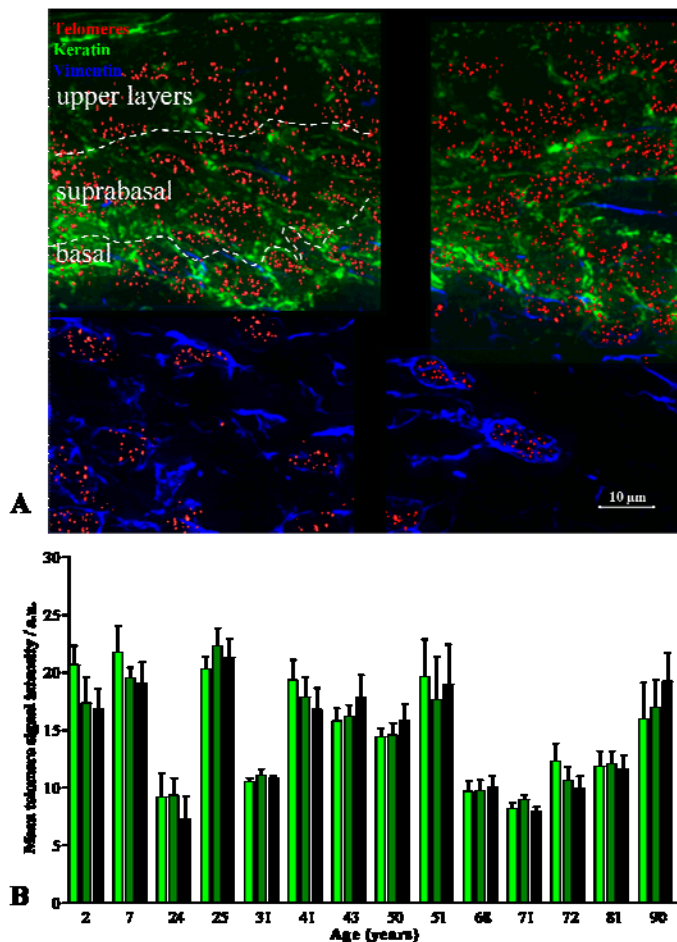 Telomeres
Keratin
Vimentin
upper layers
suprabasal
basal
A
10 µm
B
Mean telomere signal intensity / a.u.
30
25
20
15
10
5
0
2 7 24 25 31 41 43 50 51 68 71 72 81 90
Age (years)